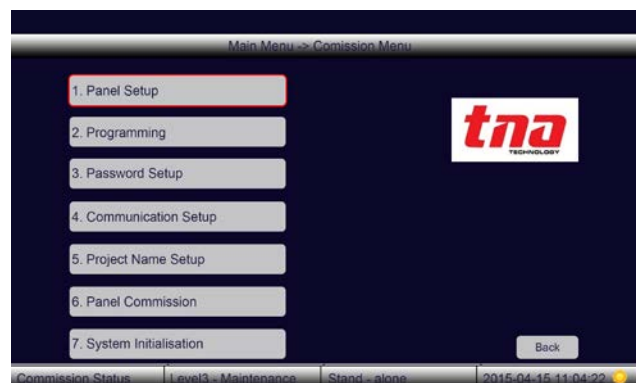 Main Menu -> Comission Menu
1. Panel Setup
2. Programming
3. Password Setup
4. Communication Setup
5. Project Name Setup
6. Panel Commission
7. System Initialisation
tna
TECHNOLOGY
Back
Commission Status Level3 - Maintenance Stand - alone 2015-04-15 11:04:22